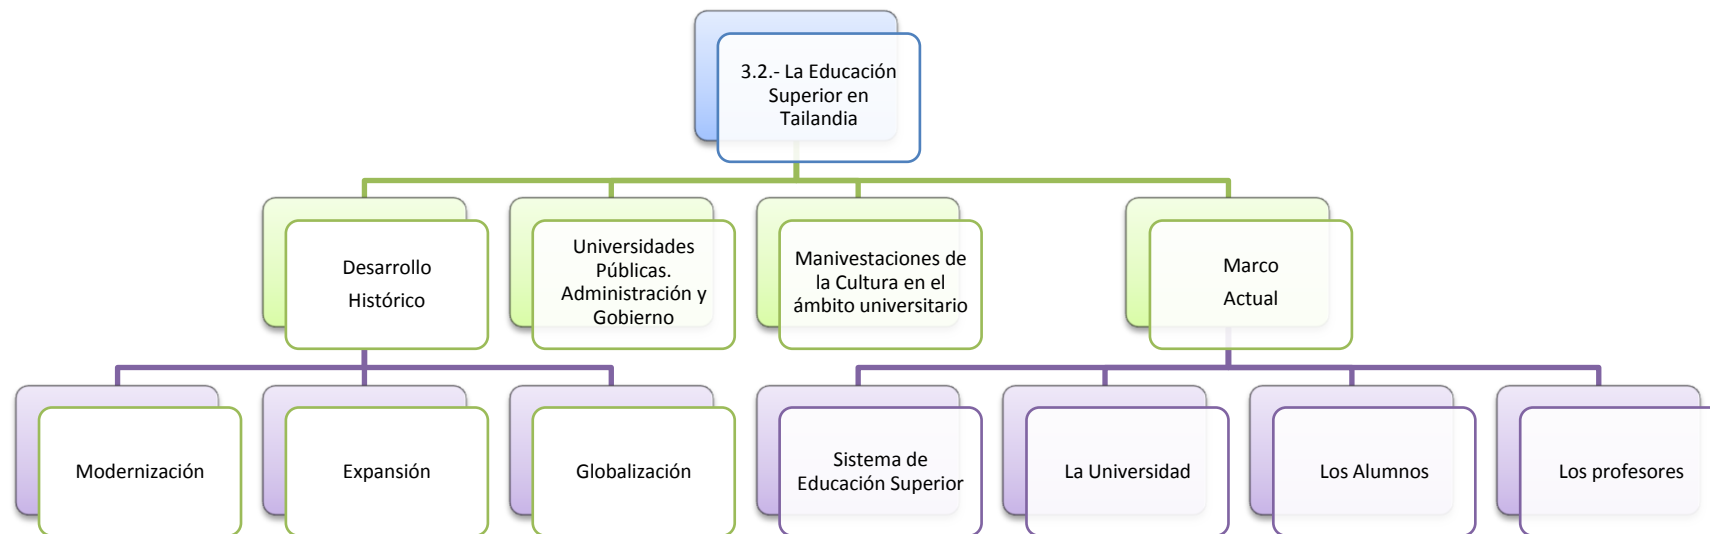 3.2.- La Educación
Superior en
Tailandia
Desarrollo
Histórico
Universidades
Públicas.
Administración y
Gobierno
Manivestaciones de
la Cultura en el
ámbito universitario
Marco
Actual
Modernización
Expansión
Globalización
Sistema de
Educación Superior
La Universidad
Los Alumnos
Los profesores